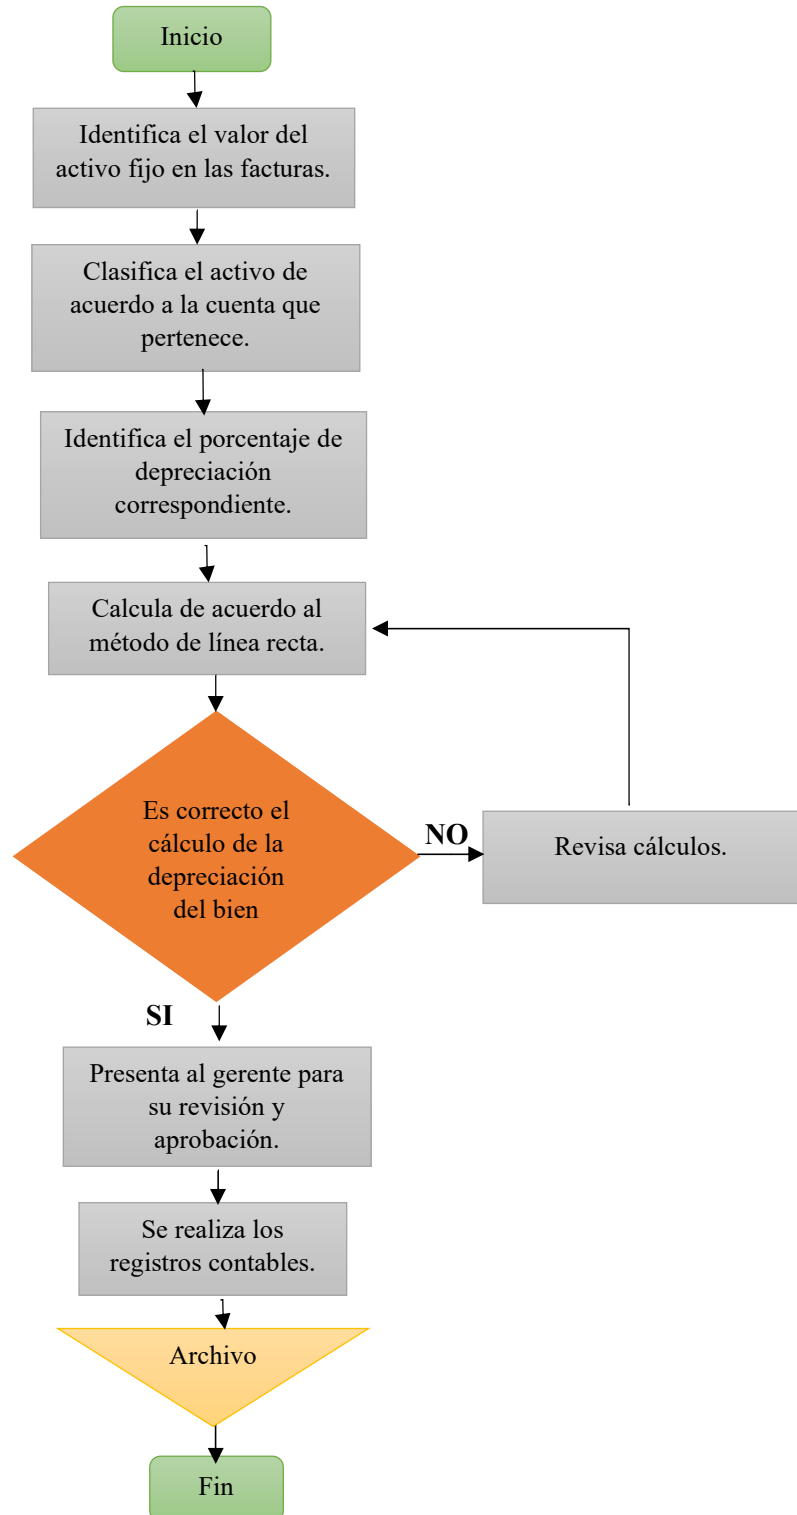 Inicio
Identifica el valor del
activo fijo en las facturas.
Clasifica el activo de
acuerdo a la cuenta que
pertenece.
Identifica el porcentaje de
depreciación
correspondiente.
Calcula de acuerdo al
método de línea recta.
Es correcto el
cálculo de la
depreciación
del bien
NO
Revisa cálculos.
SI
Presenta al gerente para
su revisión y
aprobación.
Se realiza los
registros contables.
Archivo
Fin